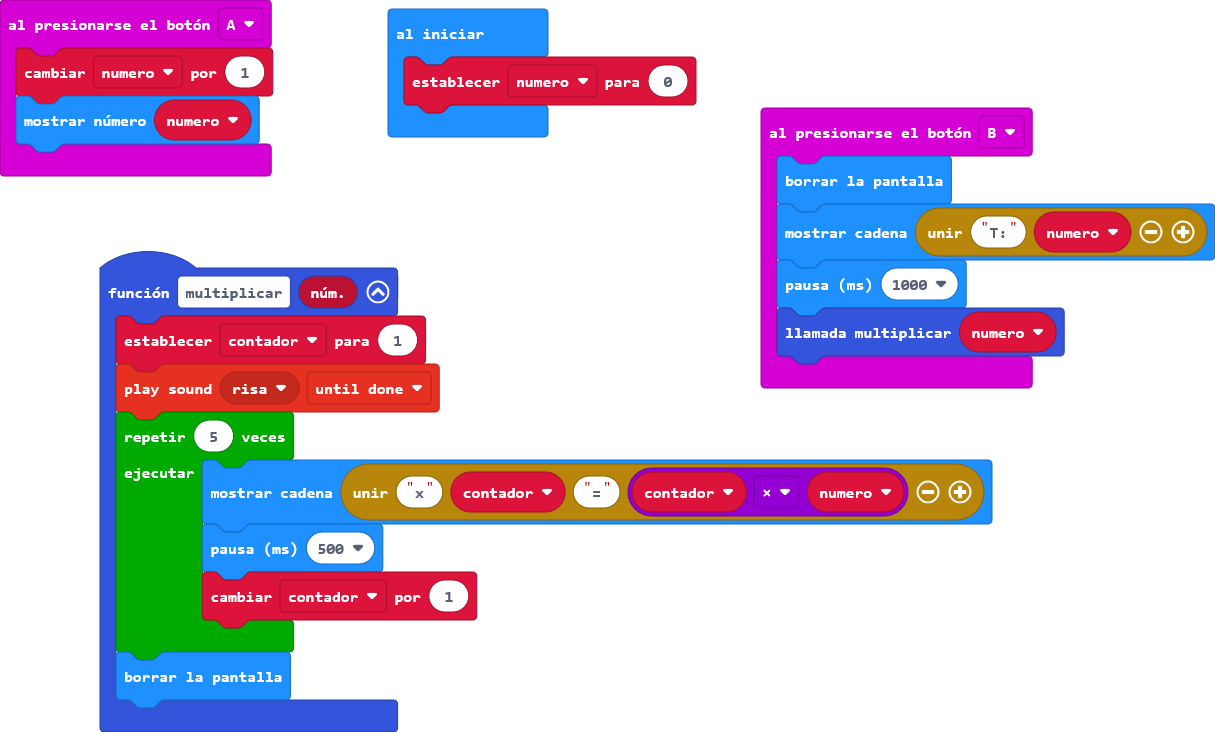 al presionarse el botón A
cambiar numero por 1
mostrar número numero
al iniciar
establecer numero para 0
al presionarse el botón B
borrar la pantalla
mostrar cadena unir "T:" numero
pausa (ms) 1000
llamada multiplicar numero
función multiplicar núm.
establecer contador para 1
play sound risa until done
repetir 5 veces
ejecutar
mostrar cadena unir "x" contador "=" contador × numero
pausa (ms) 500
cambiar contador por 1
borrar la pantalla